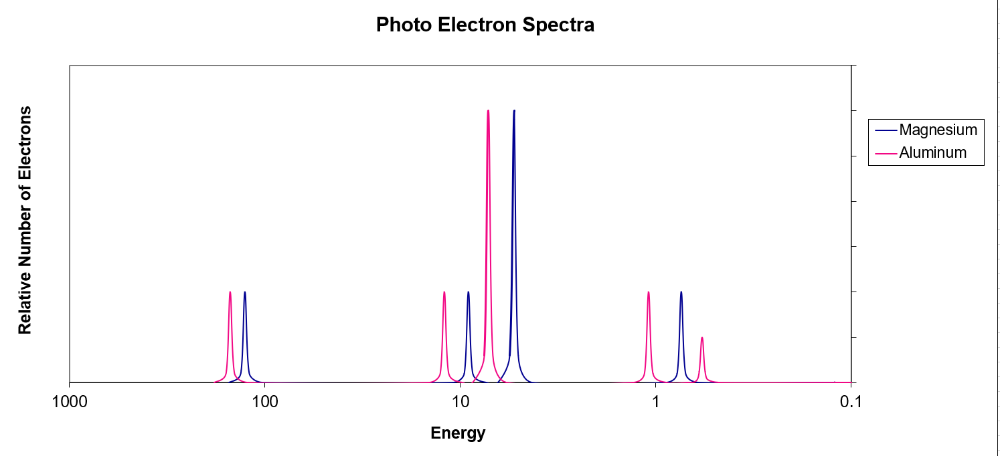 Photo Electron Spectra
Relative Number of Electrons
Magnesium
Aluminum
1000 100 10 1 0.1
Energy